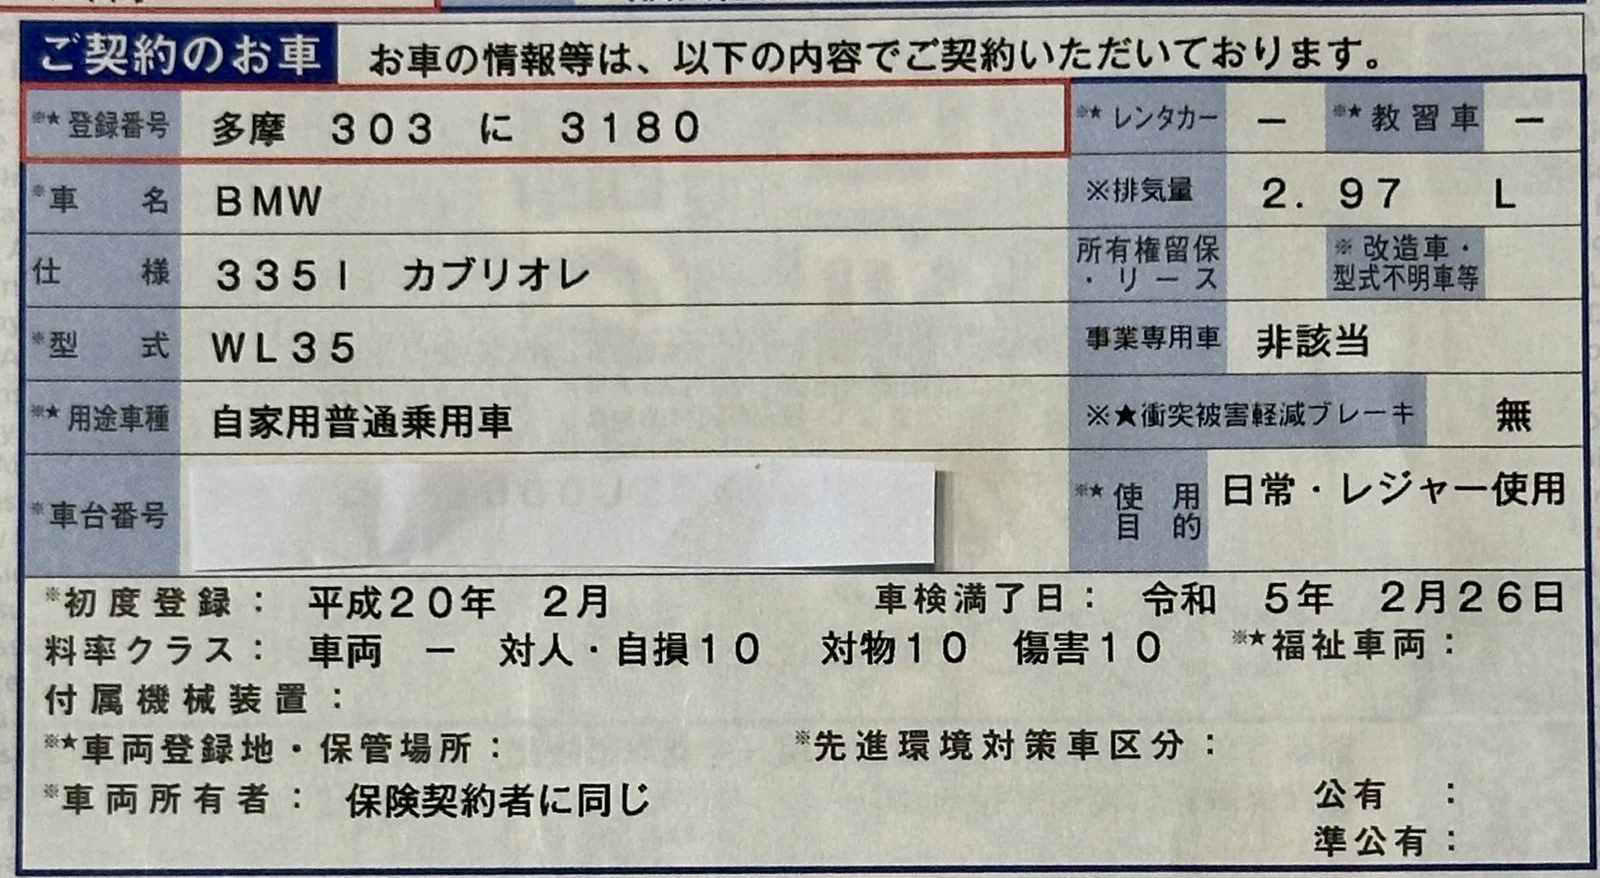 ご契約のお車 お車の情報等は、以下の内容でご契約いただいております。
※★登録番号 多摩 303 に 3180 ※★レンタカー － ※★教習車 －
※車名 BMW ※排気量 2.97 L
仕様 335I カブリオレ 所有権留保・リース ※改造車・型式不明車等
※型式 WL35 事業専用車 非該当
※★用途車種 自家用普通乗用車 ※★衝突被害軽減ブレーキ 無
※車台番号 ※★使用目的 日常・レジャー使用
※初度登録： 平成20年 2月 車検満了日： 令和 5年 2月26日
料率クラス： 車両 － 対人・自損10 対物10 傷害10 ※★福祉車両：
付属機械装置：
※★車両登録地・保管場所： ※先進環境対策車区分：
※車両所有者： 保険契約者に同じ 公有 ：
準公有：